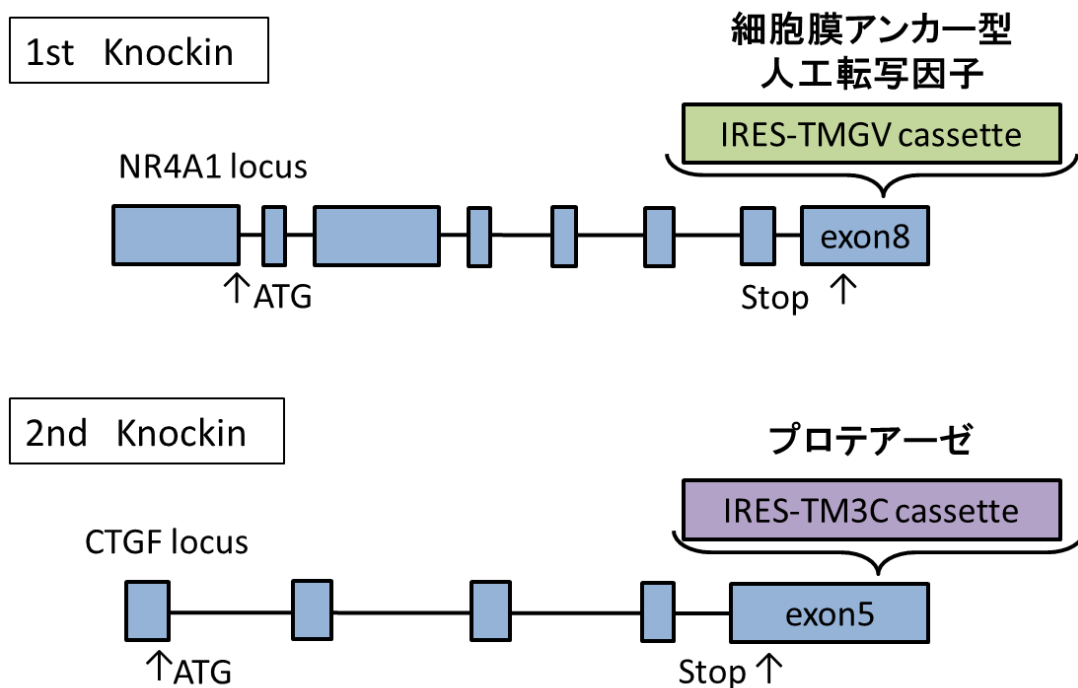 1st Knockin
細胞膜アンカー型
人工転写因子
IRES-TMGV cassette
NR4A1 locus
exon8
↑ATG
Stop ↑
2nd Knockin
プロテアーゼ
IRES-TM3C cassette
CTGF locus
exon5
↑ATG
Stop ↑